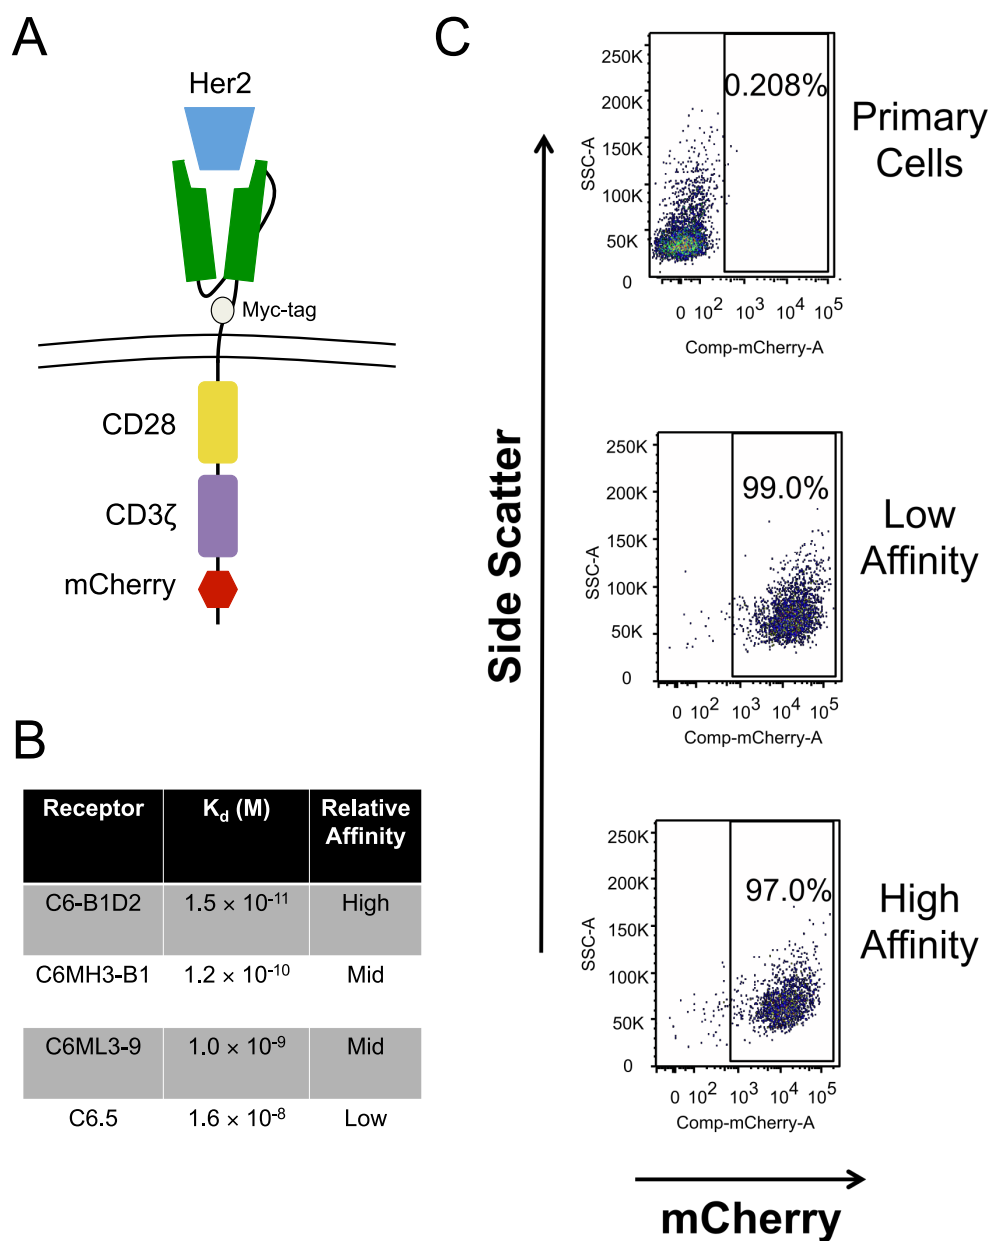 A
Her2
Myc-tag
CD28
CD3ζ
mCherry
B
Receptor K_d (M) Relative Affinity
C6-B1D2 1.5 × 10⁻¹¹ High
C6MH3-B1 1.2 × 10⁻¹⁰ Mid
C6ML3-9 1.0 × 10⁻⁹ Mid
C6.5 1.6 × 10⁻⁸ Low
C
Side Scatter
250K
200K
150K
100K
50K
0
SSC-A
0.208%
0 10² 10³ 10⁴ 10⁵
Comp-mCherry-A
Primary
Cells
250K
200K
150K
100K
50K
0
SSC-A
99.0%
0 10² 10³ 10⁴ 10⁵
Comp-mCherry-A
Low
Affinity
250K
200K
150K
100K
50K
0
SSC-A
97.0%
0 10² 10³ 10⁴ 10⁵
Comp-mCherry-A
High
Affinity
mCherry